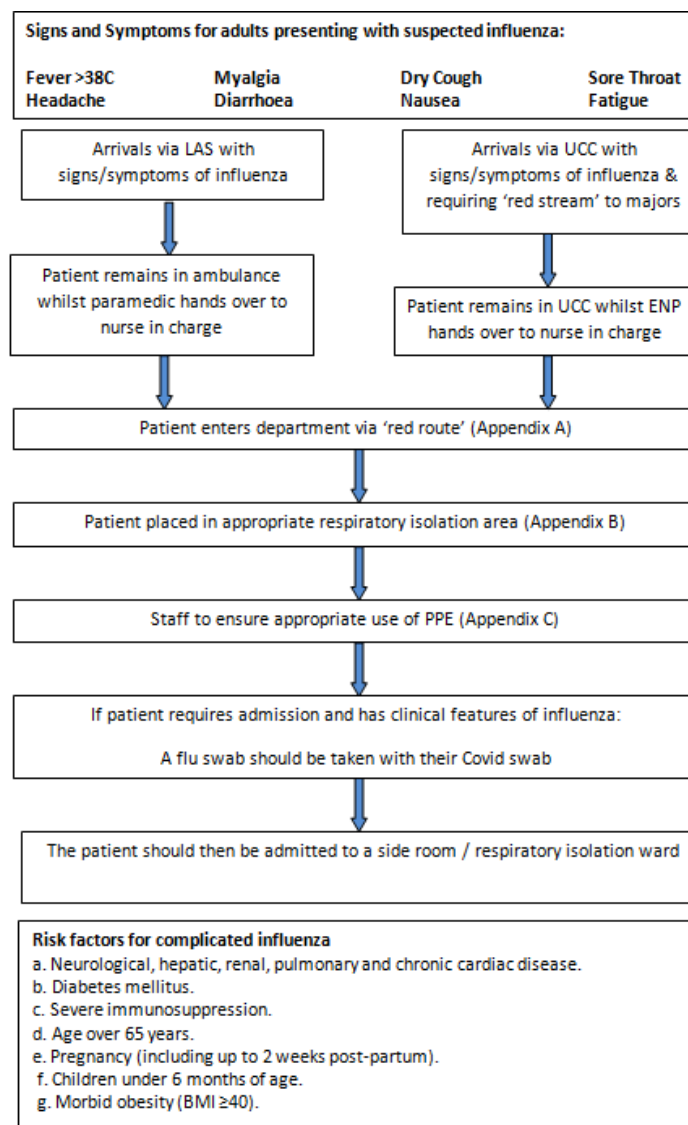 Signs and Symptoms for adults presenting with suspected influenza:
Fever >38C Myalgia Dry Cough Sore Throat
Headache Diarrhoea Nausea Fatigue
Arrivals via LAS with
signs/symptoms of influenza
Arrivals via UCC with
signs/symptoms of influenza &
requiring ‘red stream’ to majors
Patient remains in ambulance
whilst paramedic hands over to
nurse in charge
Patient remains in UCC whilst ENP
hands over to nurse in charge
Patient enters department via ‘red route’ (Appendix A)
Patient placed in appropriate respiratory isolation area (Appendix B)
Staff to ensure appropriate use of PPE (Appendix C)
If patient requires admission and has clinical features of influenza:
A flu swab should be taken with their Covid swab
The patient should then be admitted to a side room / respiratory isolation ward
Risk factors for complicated influenza
a. Neurological, hepatic, renal, pulmonary and chronic cardiac disease.
b. Diabetes mellitus.
c. Severe immunosuppression.
d. Age over 65 years.
e. Pregnancy (including up to 2 weeks post-partum).
f. Children under 6 months of age.
g. Morbid obesity (BMI ≥40).